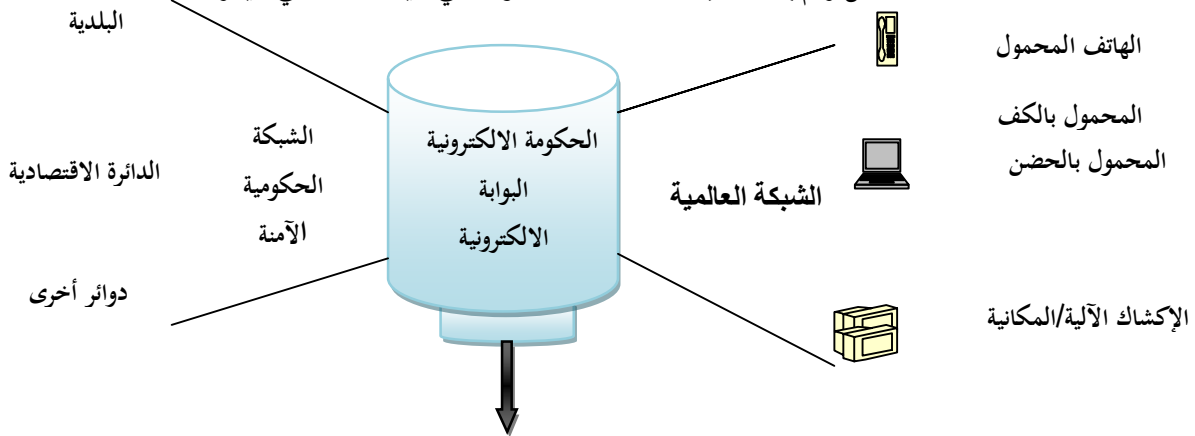 البلدية
الهاتف المحمول
المحمول بالكف
المحمول بالحضن
الشبكة
الحكومية
الآمنة
الحكومة الالكترونية
البوابة
الالكترونية
الشبكة العالمية
الدائرة الاقتصادية
دوائر أخرى
الإكشاك الآلية/المكانية